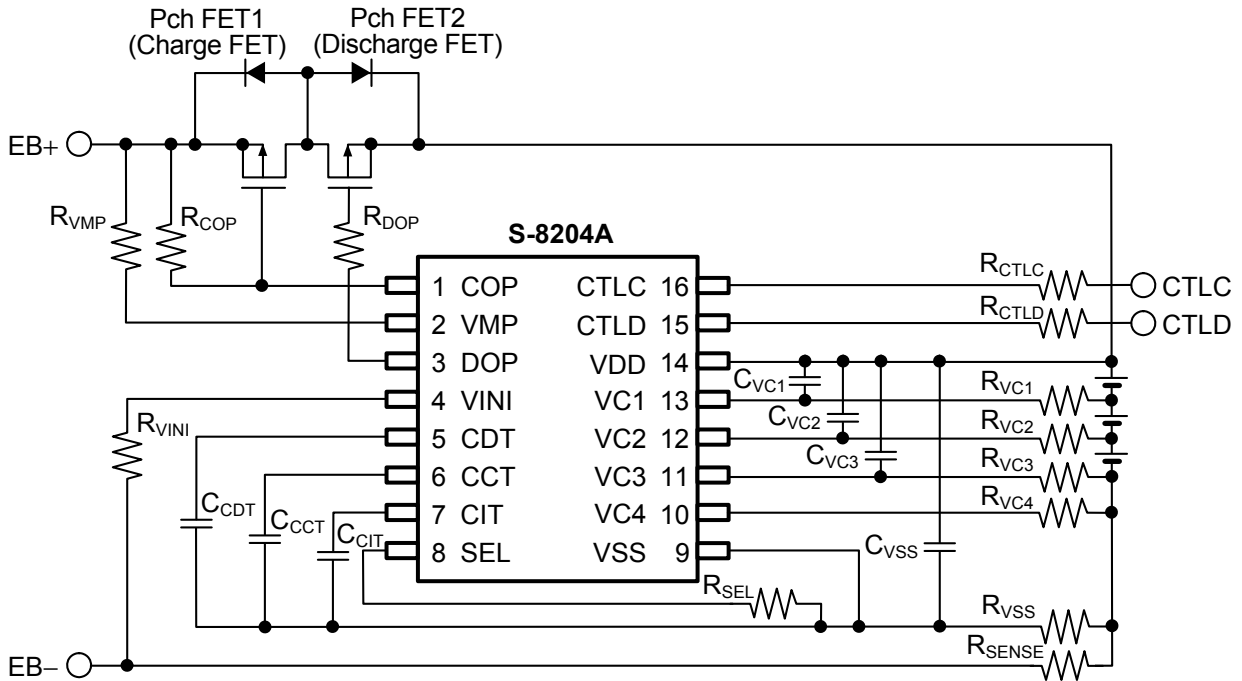 Pch FET1
(Charge FET)
Pch FET2
(Discharge FET)
EB+
RVMP
RCOP
RDOP
S-8204A
1 COP
2 VMP
3 DOP
4 VINI
5 CDT
6 CCT
7 CIT
8 SEL
CTLC 16
CTLD 15
VDD 14
VC1 13
VC2 12
VC3 11
VC4 10
VSS 9
RCTLC
CTLC
RCTLD
CTLD
CVC1
CVC2
CVC3
RVC1
RVC2
RVC3
RVC4
RVINI
CCDT
CCCT
CCIT
CVSS
RSEL
RVSS
RSENSE
EB–